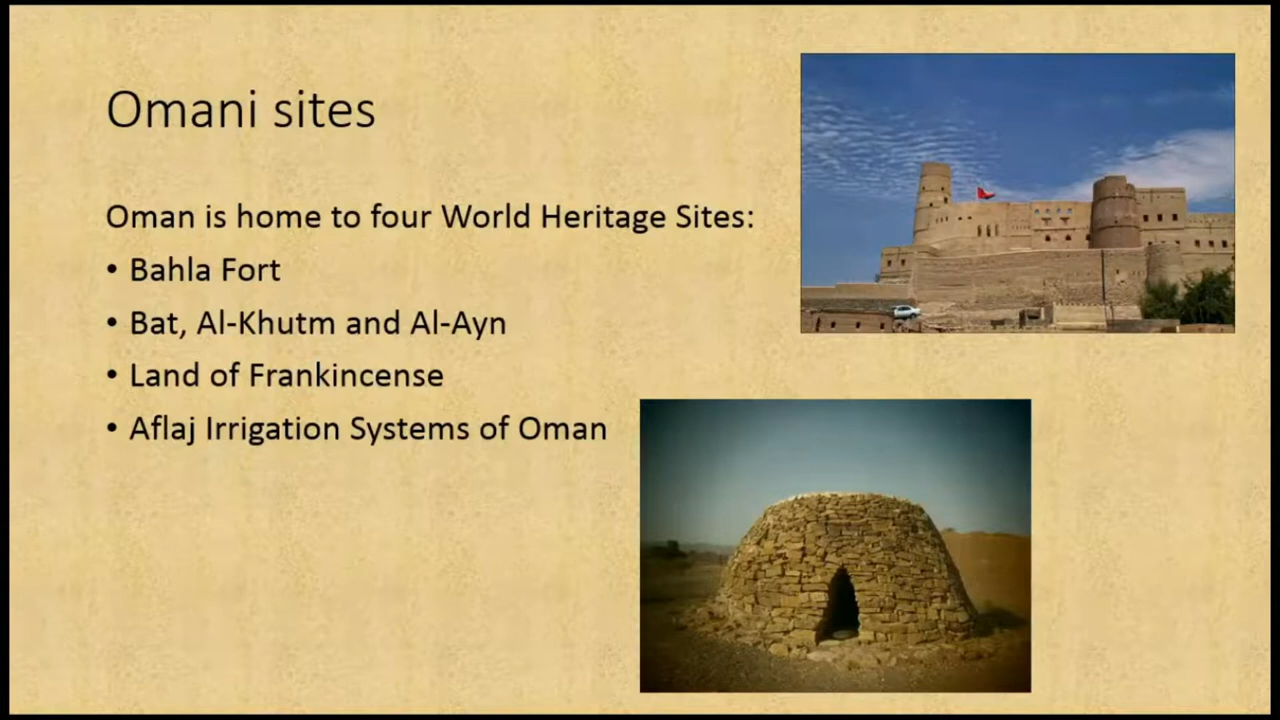 Omani sites
Oman is home to four World Heritage Sites:
• Bahla Fort
• Bat, Al-Khutm and Al-Ayn
• Land of Frankincense
• Aflaj Irrigation Systems of Oman